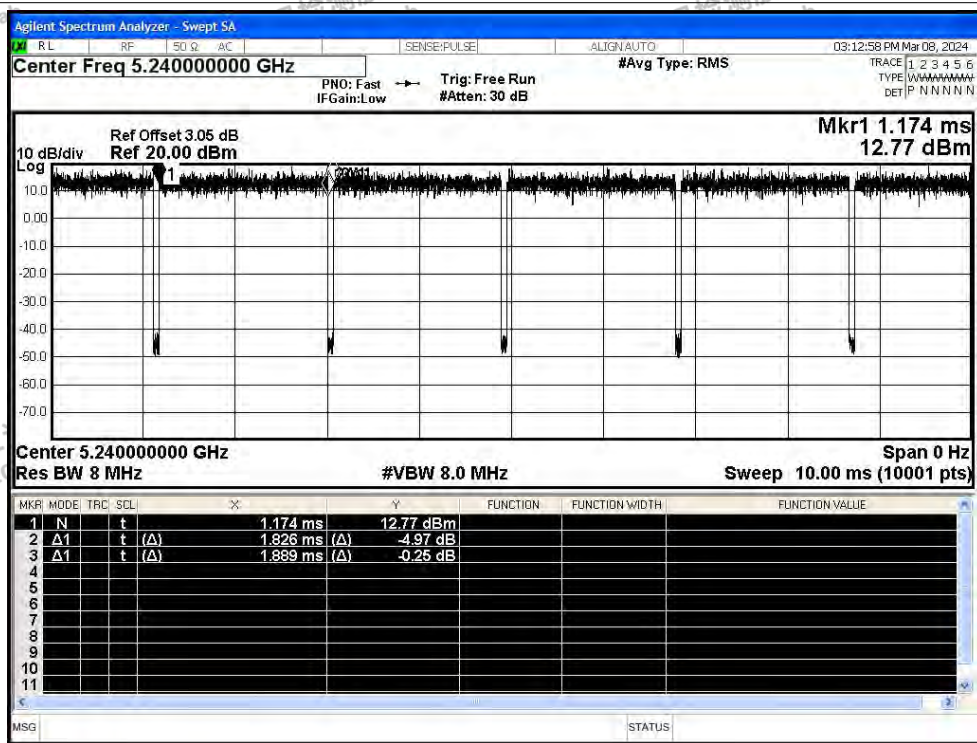 Agilent Spectrum Analyzer - Swept SA
RL RF 50 Ω AC SENSE:PULSE ALIGN AUTO 03:12:58 PM Mar 08, 2024
Center Freq 5.240000000 GHz #Avg Type: RMS TRACE 1 2 3 4 5 6
PNO: Fast Trig: Free Run TYPE
IFGain:Low #Atten: 30 dB DET P N N N N N
Mkr1 1.174 ms
Ref Offset 3.05 dB
10 dB/div Ref 20.00 dBm 12.77 dBm
Log
1
10.0
0.00
-10.0
-20.0
-30.0
-40.0
-50.0
-60.0
-70.0
Center 5.240000000 GHz Span 0 Hz
Res BW 8 MHz #VBW 8.0 MHz Sweep 10.00 ms (10001 pts)
MKR MODE TRC SCL X Y FUNCTION FUNCTION WIDTH FUNCTION VALUE
1 N t 1.174 ms 12.77 dBm
2 Δ1 t (Δ) 1.826 ms (Δ) -4.97 dB
3 Δ1 t (Δ) 1.889 ms (Δ) -0.25 dB
4
5
6
7
8
9
10
11
MSG STATUS